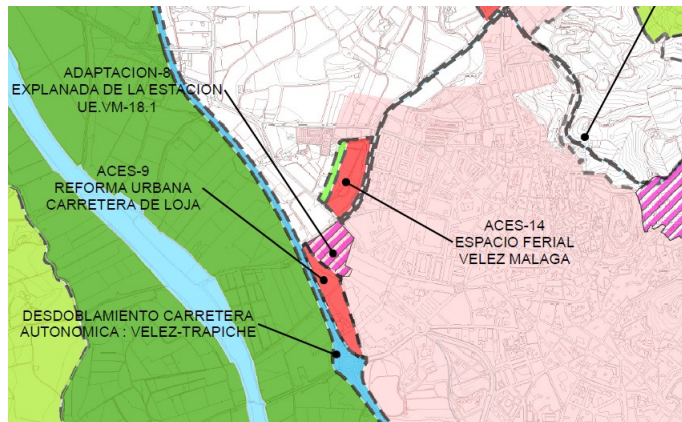 ADAPTACION-8
EXPLANADA DE LA ESTACION
UE.VM-18.1
ACES-9
REFORMA URBANA
CARRETERA DE LOJA
ACES-14
ESPACIO FERIAL
VELEZ MALAGA
DESDOBLAMIENTO CARRETERA
AUTONOMICA : VELEZ-TRAPICHE